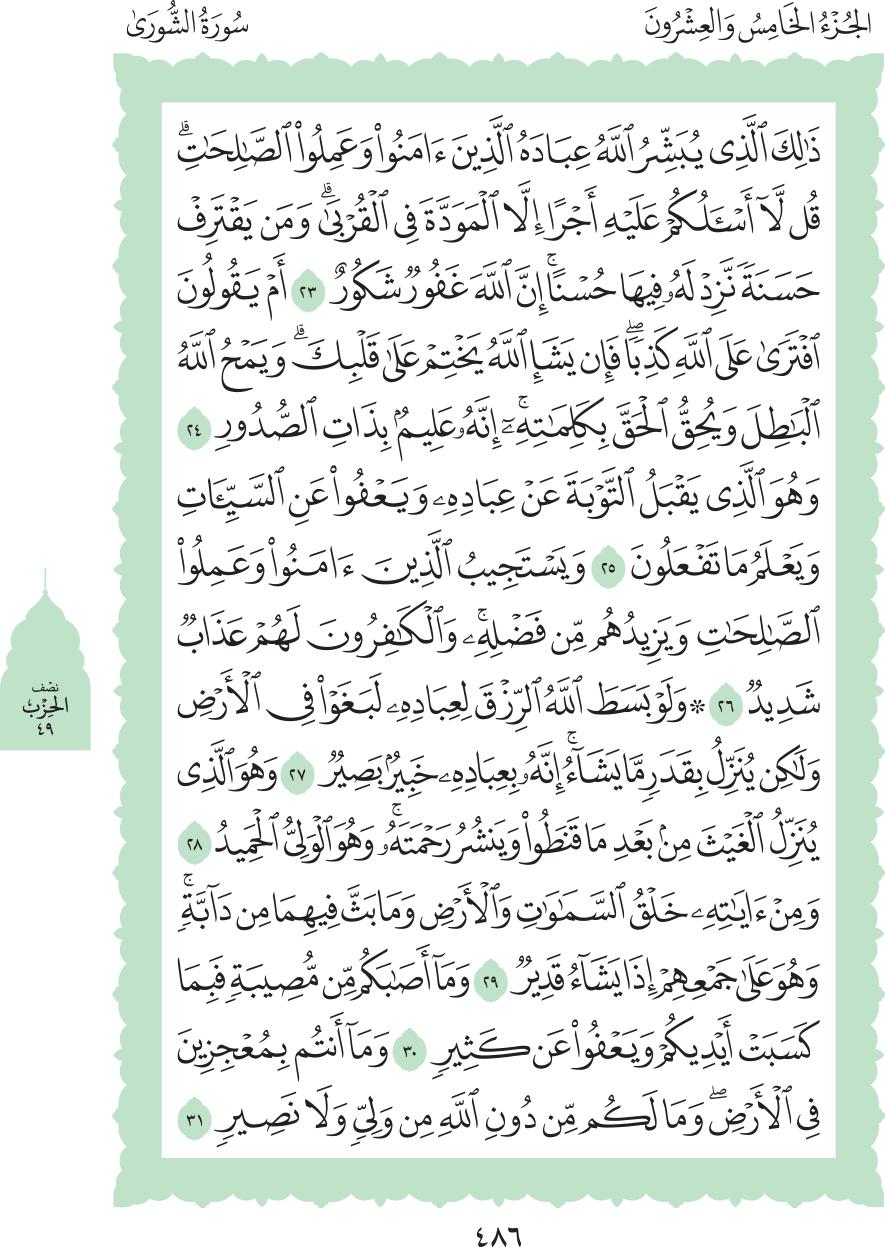 الجُزْءُ الخَامِسُ وَالعِشْرُونَ
سُورَةُ الشُّورَىٰ
ذَٰلِكَ ٱلَّذِى يُبَشِّرُ ٱللَّهُ عِبَادَهُ ٱلَّذِينَ ءَامَنُوا۟ وَعَمِلُوا۟ ٱلصَّـٰلِحَـٰتِ ۗ
قُل لَّآ أَسْـَٔلُكُمْ عَلَيْهِ أَجْرًا إِلَّا ٱلْمَوَدَّةَ فِى ٱلْقُرْبَىٰ ۗ وَمَن يَقْتَرِفْ
حَسَنَةً نَّزِدْ لَهُۥ فِيهَا حُسْنًا ۚ إِنَّ ٱللَّهَ غَفُورٌ شَكُورٌ ٢٣ أَمْ يَقُولُونَ
ٱفْتَرَىٰ عَلَى ٱللَّهِ كَذِبًا ۖ فَإِن يَشَإِ ٱللَّهُ يَخْتِمْ عَلَىٰ قَلْبِكَ ۗ وَيَمْحُ ٱللَّهُ
ٱلْبَـٰطِلَ وَيُحِقُّ ٱلْحَقَّ بِكَلِمَـٰتِهِۦٓ ۚ إِنَّهُۥ عَلِيمٌۢ بِذَاتِ ٱلصُّدُورِ ٢٤
وَهُوَ ٱلَّذِى يَقْبَلُ ٱلتَّوْبَةَ عَنْ عِبَادِهِۦ وَيَعْفُوا۟ عَنِ ٱلسَّيِّـَٔاتِ
وَيَعْلَمُ مَا تَفْعَلُونَ ٢٥ وَيَسْتَجِيبُ ٱلَّذِينَ ءَامَنُوا۟ وَعَمِلُوا۟
ٱلصَّـٰلِحَـٰتِ وَيَزِيدُهُم مِّن فَضْلِهِۦ ۚ وَٱلْكَـٰفِرُونَ لَهُمْ عَذَابٌ
شَدِيدٌ ٢٦ ۞ وَلَوْ بَسَطَ ٱللَّهُ ٱلرِّزْقَ لِعِبَادِهِۦ لَبَغَوْا۟ فِى ٱلْأَرْضِ
وَلَـٰكِن يُنَزِّلُ بِقَدَرٍ مَّا يَشَآءُ ۚ إِنَّهُۥ بِعِبَادِهِۦ خَبِيرٌۢ بَصِيرٌ ٢٧ وَهُوَ ٱلَّذِى
يُنَزِّلُ ٱلْغَيْثَ مِنۢ بَعْدِ مَا قَنَطُوا۟ وَيَنشُرُ رَحْمَتَهُۥ ۚ وَهُوَ ٱلْوَلِىُّ ٱلْحَمِيدُ ٢٨
وَمِنْ ءَايَـٰتِهِۦ خَلْقُ ٱلسَّمَـٰوَٰتِ وَٱلْأَرْضِ وَمَا بَثَّ فِيهِمَا مِن دَآبَّةٍ ۚ
وَهُوَ عَلَىٰ جَمْعِهِمْ إِذَا يَشَآءُ قَدِيرٌ ٢٩ وَمَآ أَصَـٰبَكُم مِّن مُّصِيبَةٍ فَبِمَا
كَسَبَتْ أَيْدِيكُمْ وَيَعْفُوا۟ عَن كَثِيرٍ ٣٠ وَمَآ أَنتُم بِمُعْجِزِينَ
فِى ٱلْأَرْضِ ۖ وَمَا لَكُم مِّن دُونِ ٱللَّهِ مِن وَلِىٍّ وَلَا نَصِيرٍ ٣١
نصف
الحِزْب
٤٩
٤٨٦